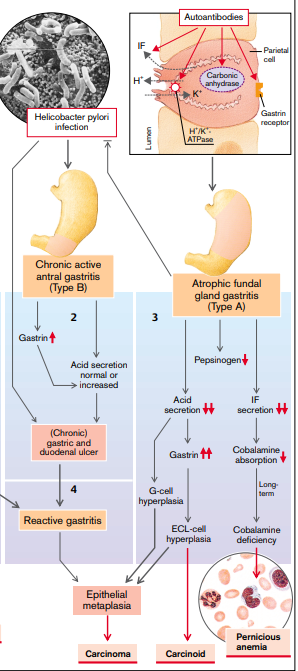 Autoantibodies
IF
Parietal
cell
H+
Carbonic
anhydrase
K+
Gastrin
receptor
H+/K+-
ATPase
Lumen
Helicobacter pylori
infection
Chronic active
antral gastritis
(Type B)
Atrophic fundal
gland gastritis
(Type A)
2
3
Gastrin
Acid secretion
normal or
increased
Pepsinogen
Acid
secretion
IF
secretion
(Chronic)
gastric and
duodenal ulcer
Gastrin
Cobalamine
absorption
4
Long-
term
G-cell
hyperplasia
Reactive gastritis
ECL-cell
hyperplasia
Cobalamine
deficiency
Epithelial
metaplasia
Carcinoma
Carcinoid
Pernicious
anemia